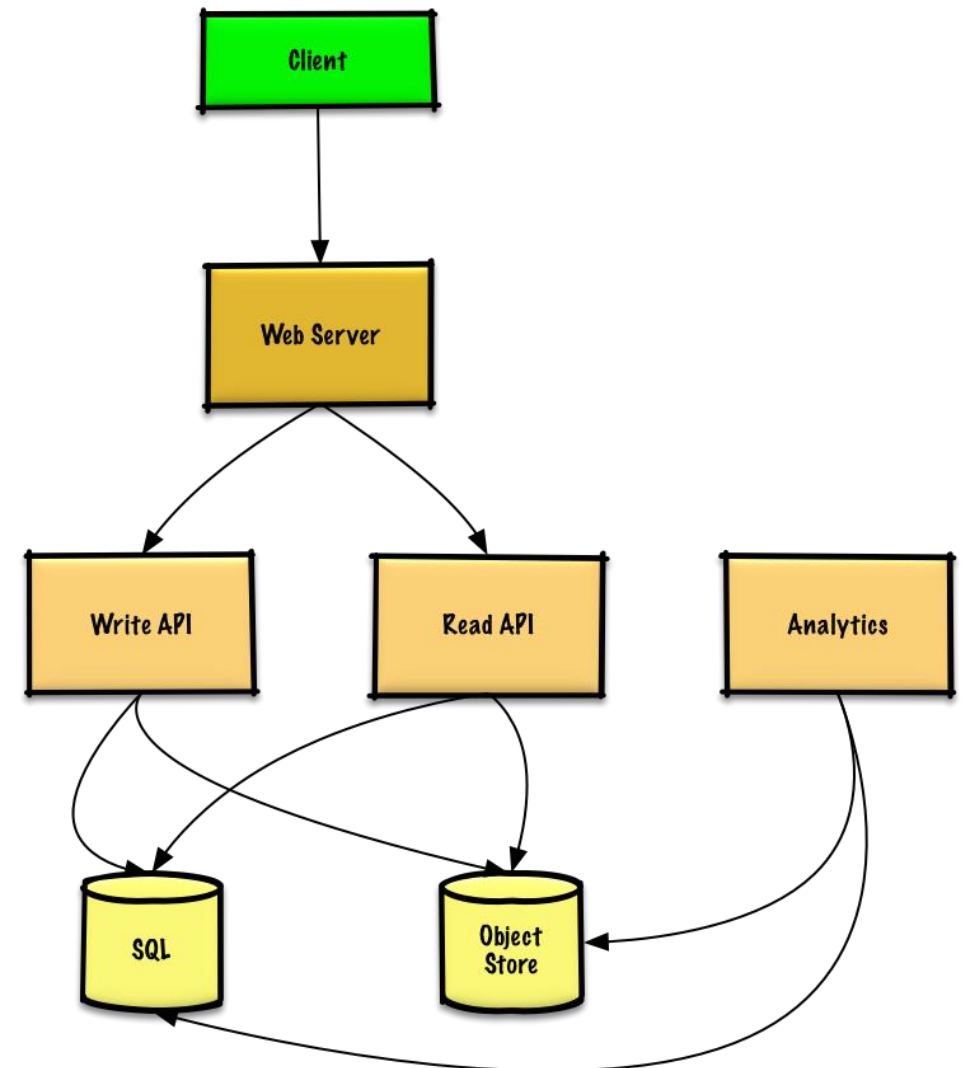 Client
Web Server
Write API
Read API
Analytics
SQL
Object
Store